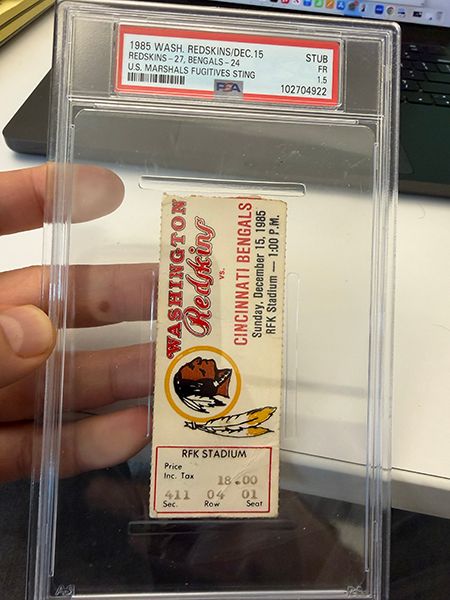 1985 WASH. REDSKINS/DEC.15
REDSKINS-27, BENGALS-24
U.S. MARSHALS FUGITIVES STING
STUB
FR
1.5
PSA
102704922
WASHINGTON
Redskins
vs.
CINCINNATI BENGALS
Sunday, December 15, 1985
RFK Stadium — 1:00 P.M.
RFK STADIUM
Price
Inc. Tax 18.00
411 04 01
Sec. Row Seat